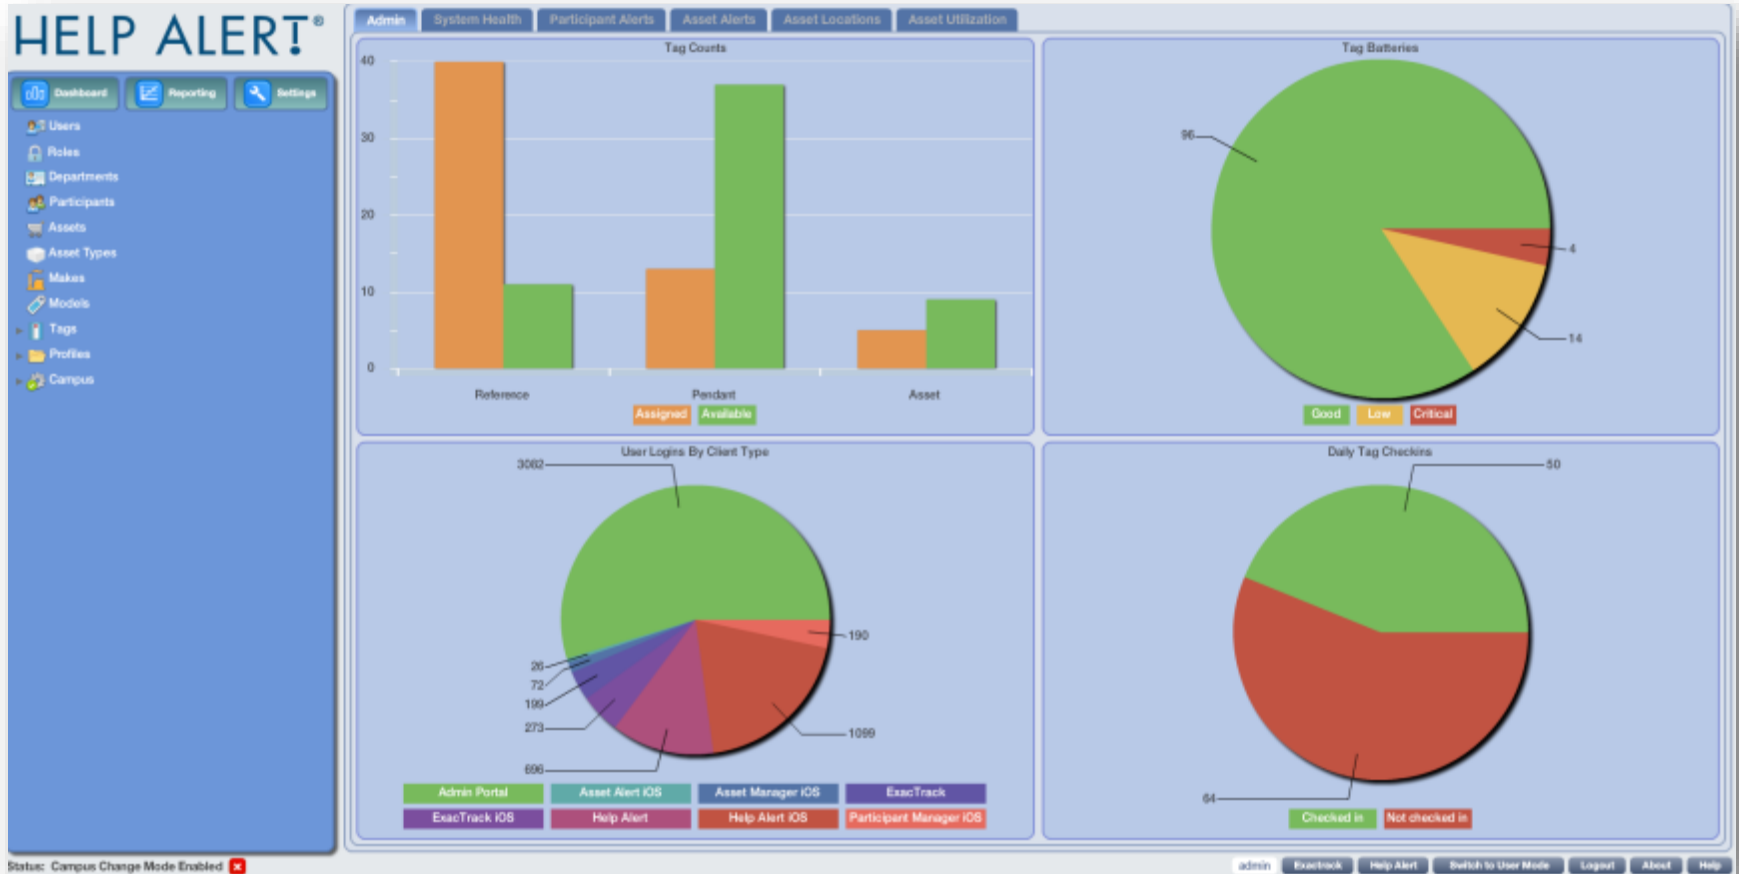 HELP ALERT®
Dashboard Reporting Settings
Users
Roles
Departments
Participants
Assets
Asset Types
Makes
Models
Tags
Profiles
Campus
Admin System Health Participant Alerts Asset Alerts Asset Locations Asset Utilization
Tag Counts
40
30
20
10
0
Reference Pendant Asset
Assigned Available
Tag Batteries
96
4
14
Good Low Critical
User Logins By Client Type
3082
190
26
72
199
273
1099
696
Admin Portal Asset Alert iOS Asset Manager iOS ExacTrack
ExacTrack iOS Help Alert Help Alert iOS Participant Manager iOS
Daily Tag Checkins
50
64
Checked in Not checked in
Status: Campus Change Mode Enabled
admin Exactrack Help Alert Switch to User Mode Logout About Help